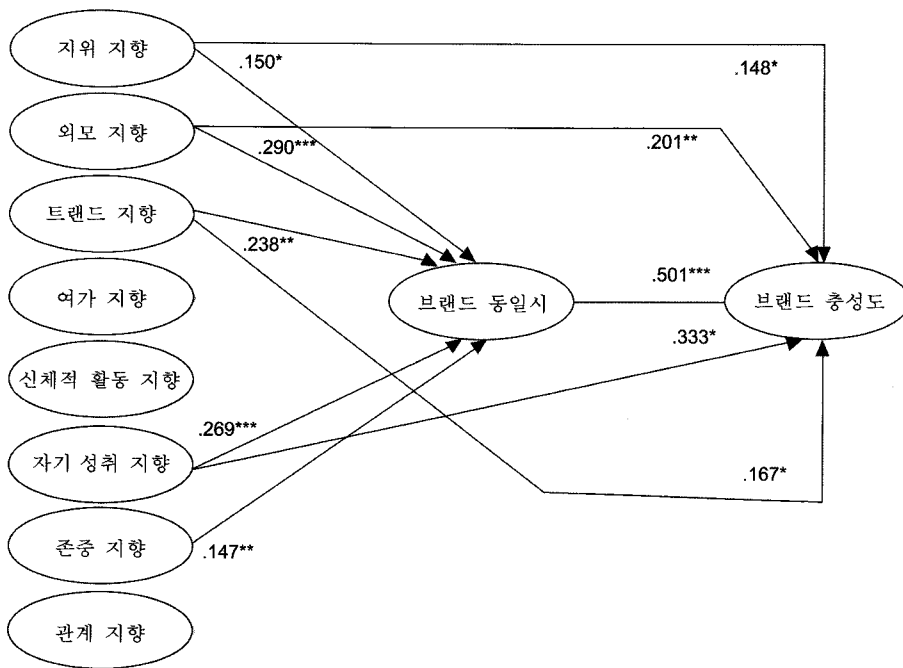 지위 지향
.150*
.148*
외모 지향
.290***
.201**
트랜드 지향
.238**
여가 지향
브랜드 동일시
.501***
브랜드 충성도
.333*
신체적 활동 지향
.269***
자기 성취 지향
.167*
존중 지향
.147**
관계 지향